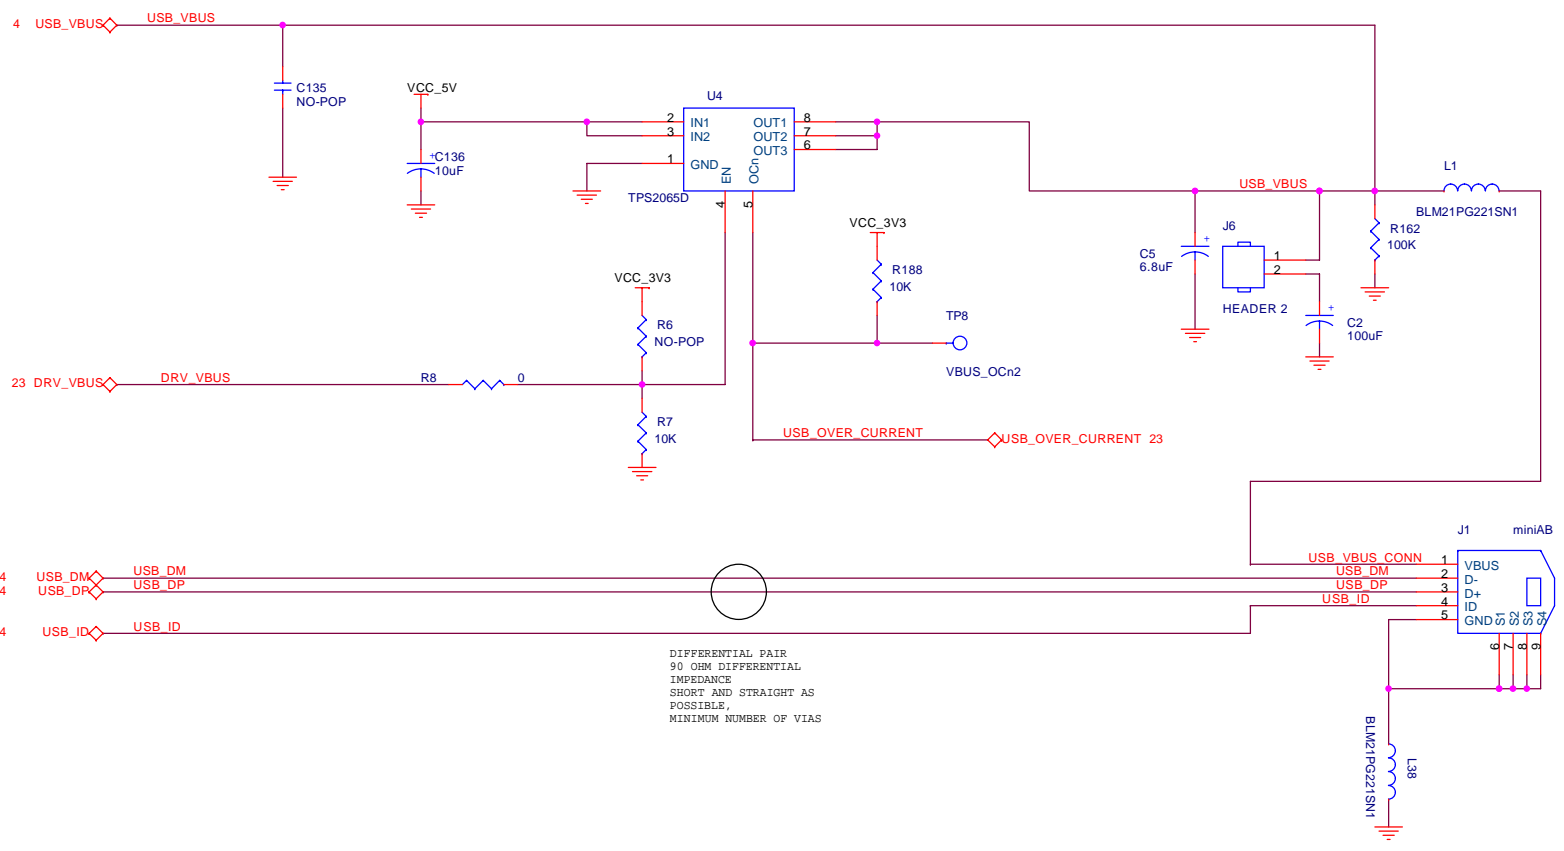 4 USB_VBUS USB_VBUS
C135
NO-POP
VCC_5V
C136
10uF
+
U4
2 IN1
3 IN2
1 GND
OUT1 8
OUT2 7
OUT3 6
EN
OCn
4
5
TPS2065D
VCC_3V3
R188
10K
VCC_3V3
R6
NO-POP
TP8
VBUS_OCn2
23 DRV_VBUS DRV_VBUS
R8 0
R7
10K
USB_OVER_CURRENT USB_OVER_CURRENT 23
USB_VBUS
L1
BLM21PG221SN1
C5
6.8uF
+
J6
1
2
HEADER 2
R162
100K
+
C2
100uF
J1 miniAB
USB_VBUS_CONN 1 VBUS
USB_DM 2 D-
USB_DP 3 D+
USB_ID 4 ID
5 GND
S1
S2
S3
S4
6
7
8
9
4 USB_DM USB_DM
4 USB_DP USB_DP
4 USB_ID USB_ID
DIFFERENTIAL PAIR
90 OHM DIFFERENTIAL
IMPEDANCE
SHORT AND STRAIGHT AS
POSSIBLE,
MINIMUM NUMBER OF VIAS
BLM21PG221SN1
L38